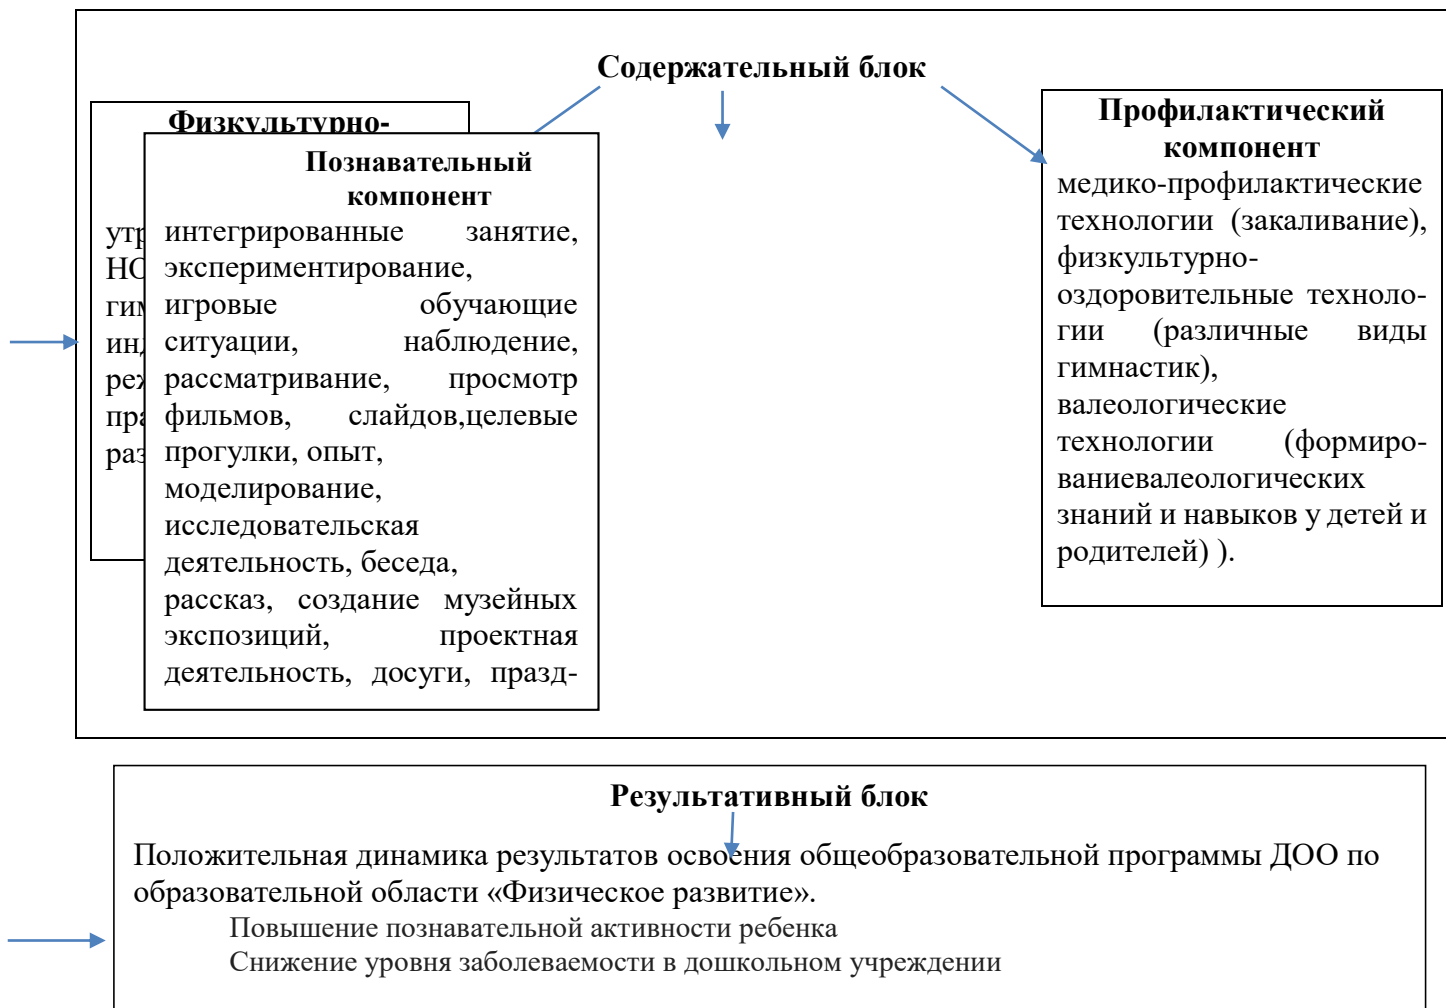 Содержательный блок
Физкультурно-
Познавательный
компонент
интегрированные занятие,
экспериментирование,
игровые обучающие
ситуации, наблюдение,
рассматривание, просмотр
фильмов, слайдов,целевые
прогулки, опыт,
моделирование,
исследовательская
деятельность, беседа,
рассказ, создание музейных
экспозиций, проектная
деятельность, досуги, празд-
Профилактический
компонент
медико-профилактические
технологии (закаливание),
физкультурно-
оздоровительные техноло-
гии (различные виды
гимнастик),
валеологические
технологии (формиро-
ваниевалеологических
знаний и навыков у детей и
родителей) ).
Результативный блок
Положительная динамика результатов освоения общеобразовательной программы ДОО по
образовательной области «Физическое развитие».
Повышение познавательной активности ребенка
Снижение уровня заболеваемости в дошкольном учреждении